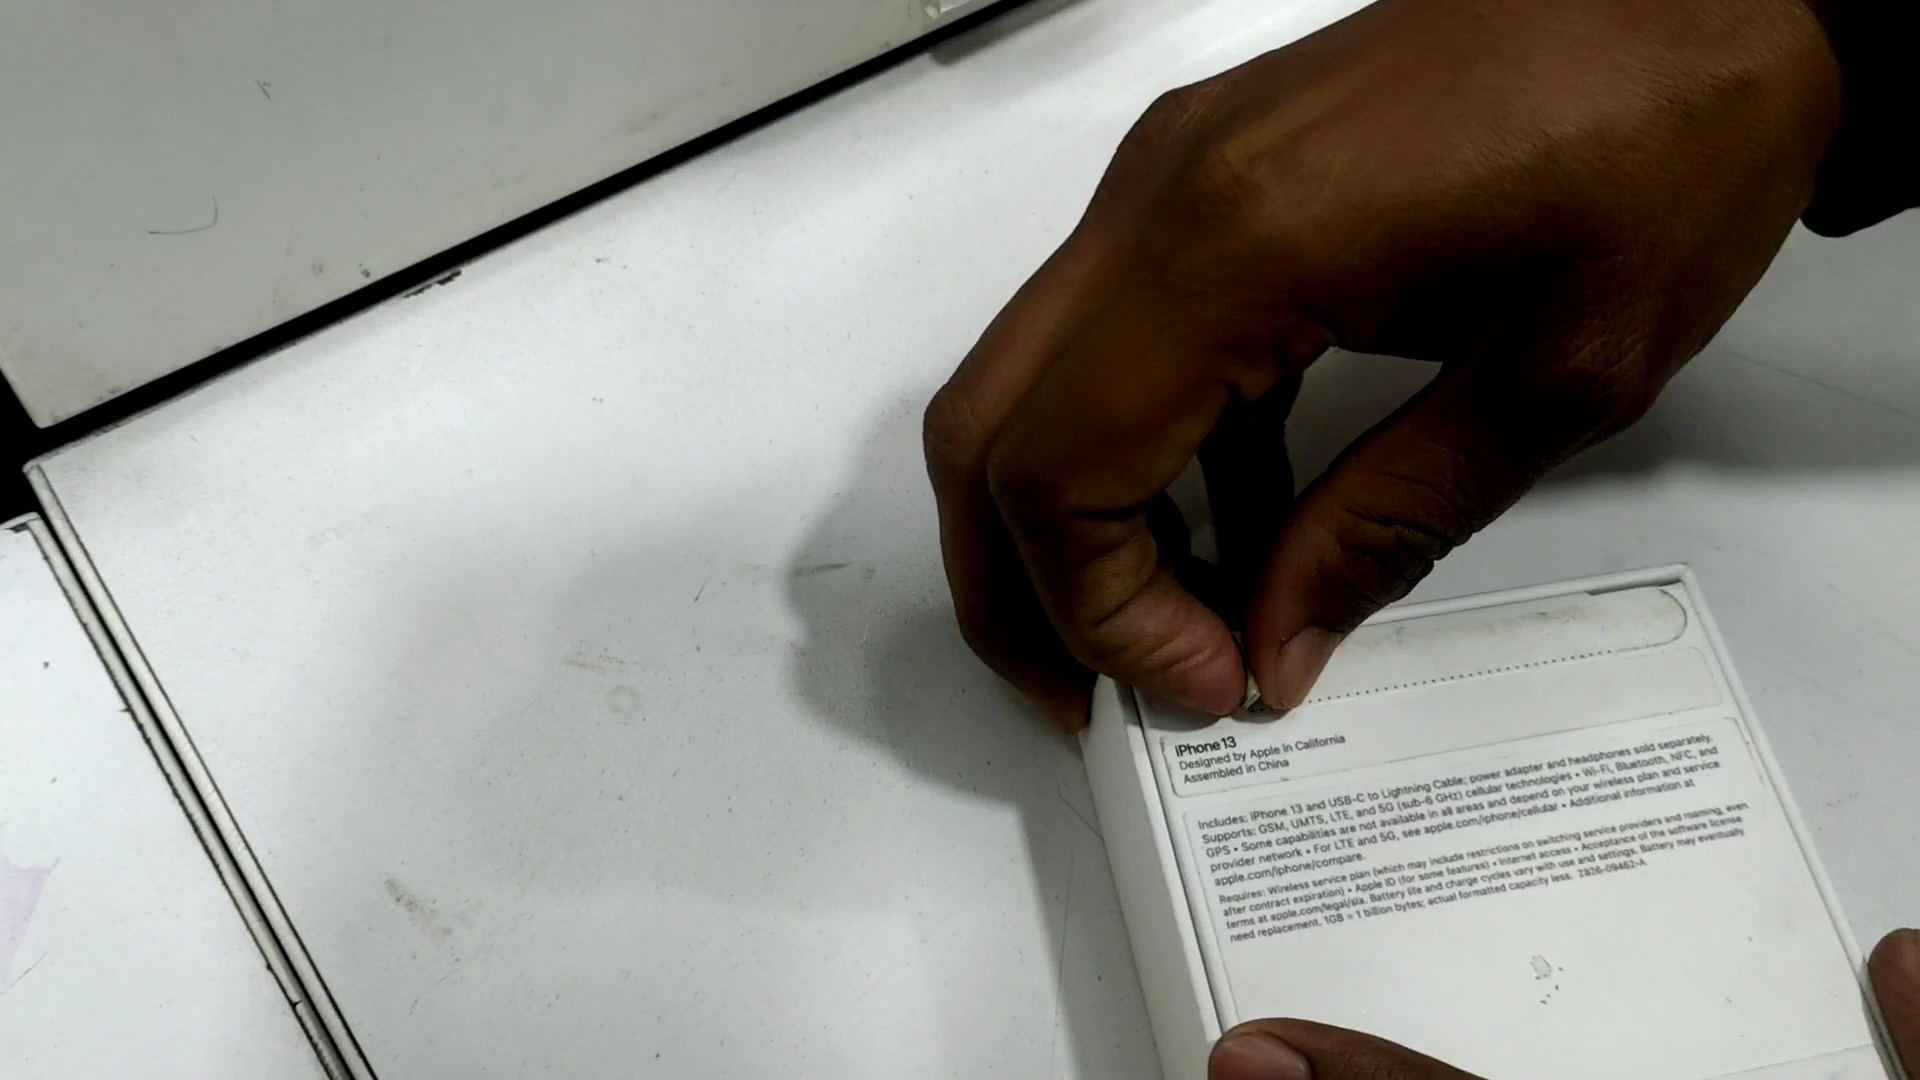 iPhone 13
Designed by Apple in California
Assembled in China
Includes: iPhone 13 and USB-C to Lightning Cable; power adapter and headphones sold separately.
Supports: GSM, UMTS, LTE, and 5G (sub-6 GHz) cellular technologies • Wi-Fi, Bluetooth, NFC, and
GPS • Some capabilities are not available in all areas and depend on your wireless plan and service
provider network • For LTE and 5G, see apple.com/iphone/cellular • Additional information at
apple.com/iphone/compare.
Requires: Wireless service plan (which may include restrictions on switching service providers and roaming, even
after contract expiration) • Apple ID (for some features) • Internet access • Acceptance of the software license
terms at apple.com/legal/sla. Battery life and charge cycles vary with use and settings. Battery may eventually
need replacement. 1GB = 1 billion bytes; actual formatted capacity less. Z826-09462-A